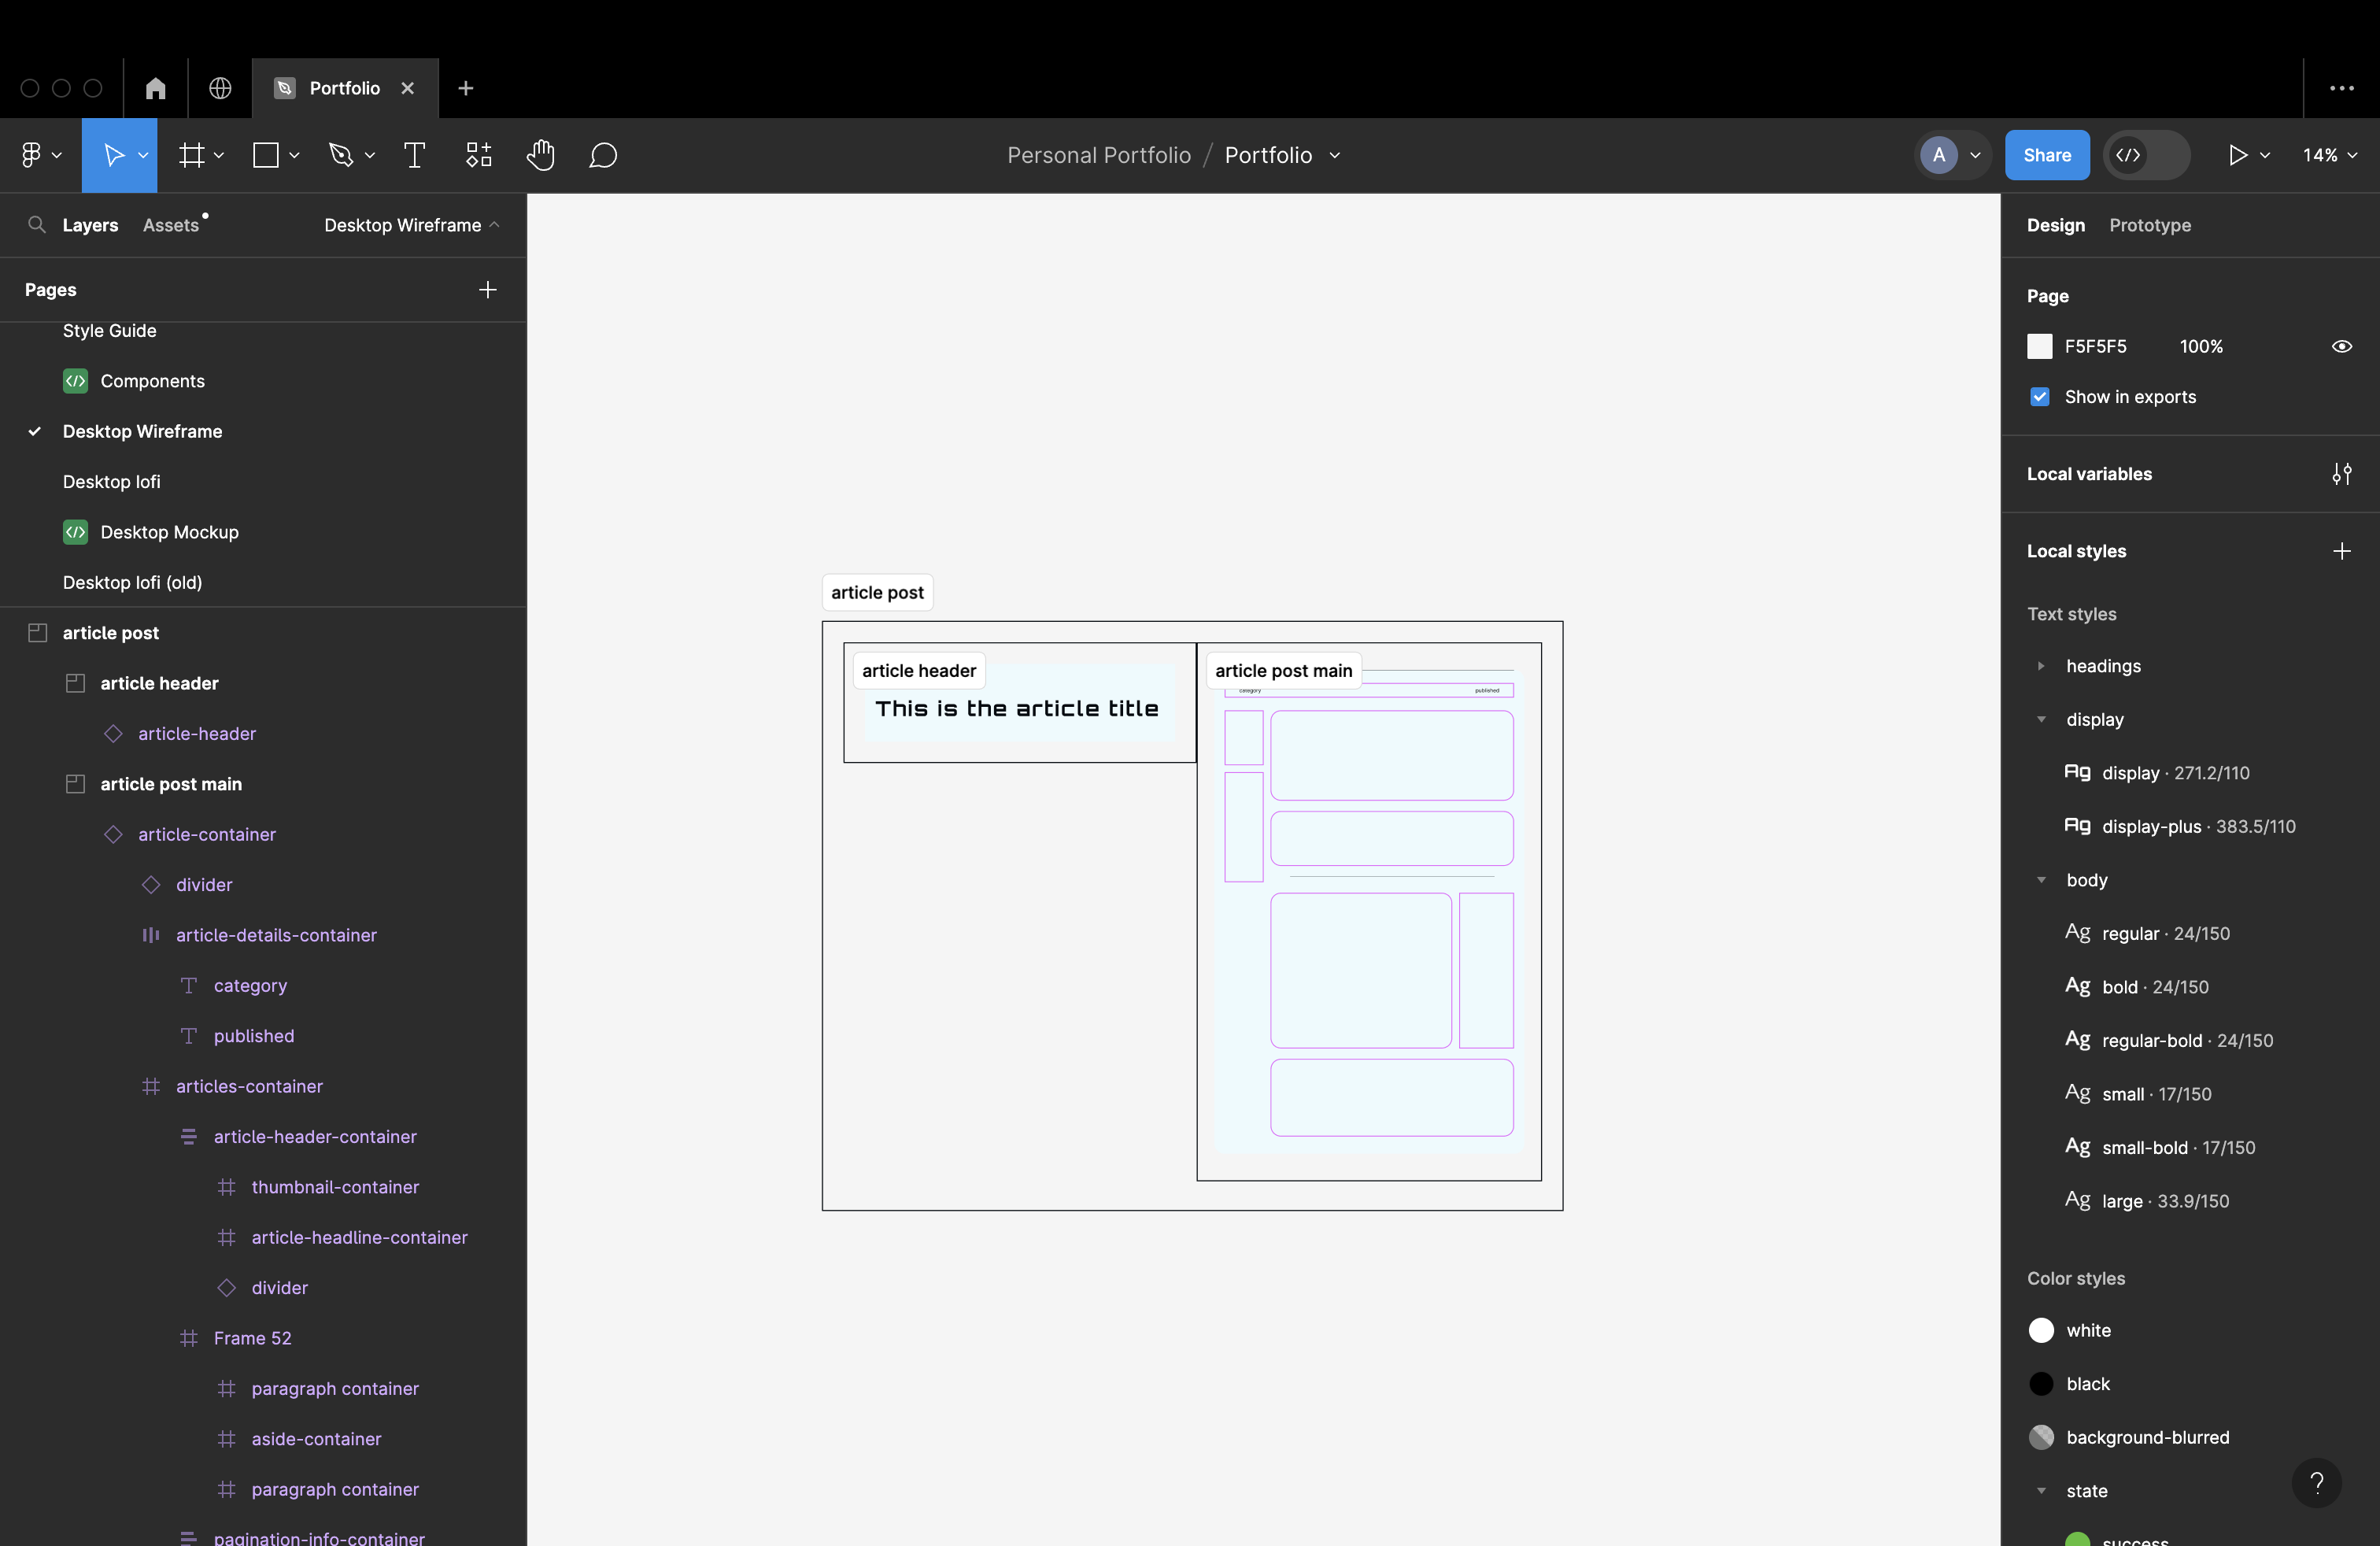 Portfolio
Personal Portfolio / Portfolio
A
Share
14%
Layers
Assets
Desktop Wireframe
Pages
Style Guide
Components
Desktop Wireframe
Desktop lofi
Desktop Mockup
Desktop lofi (old)
article post
article header
article-header
article post main
article-container
divider
article-details-container
category
published
articles-container
article-header-container
thumbnail-container
article-headline-container
divider
Frame 52
paragraph container
aside-container
paragraph container
pagination-info-container
article post
article header
This is the article title
article post main
category
published
Design
Prototype
Page
F5F5F5
100%
Show in exports
Local variables
Local styles
Text styles
headings
display
Ag display · 271.2/110
Ag display-plus · 383.5/110
body
Ag regular · 24/150
Ag bold · 24/150
Ag regular-bold · 24/150
Ag small · 17/150
Ag small-bold · 17/150
Ag large · 33.9/150
Color styles
white
black
background-blurred
state
success
?